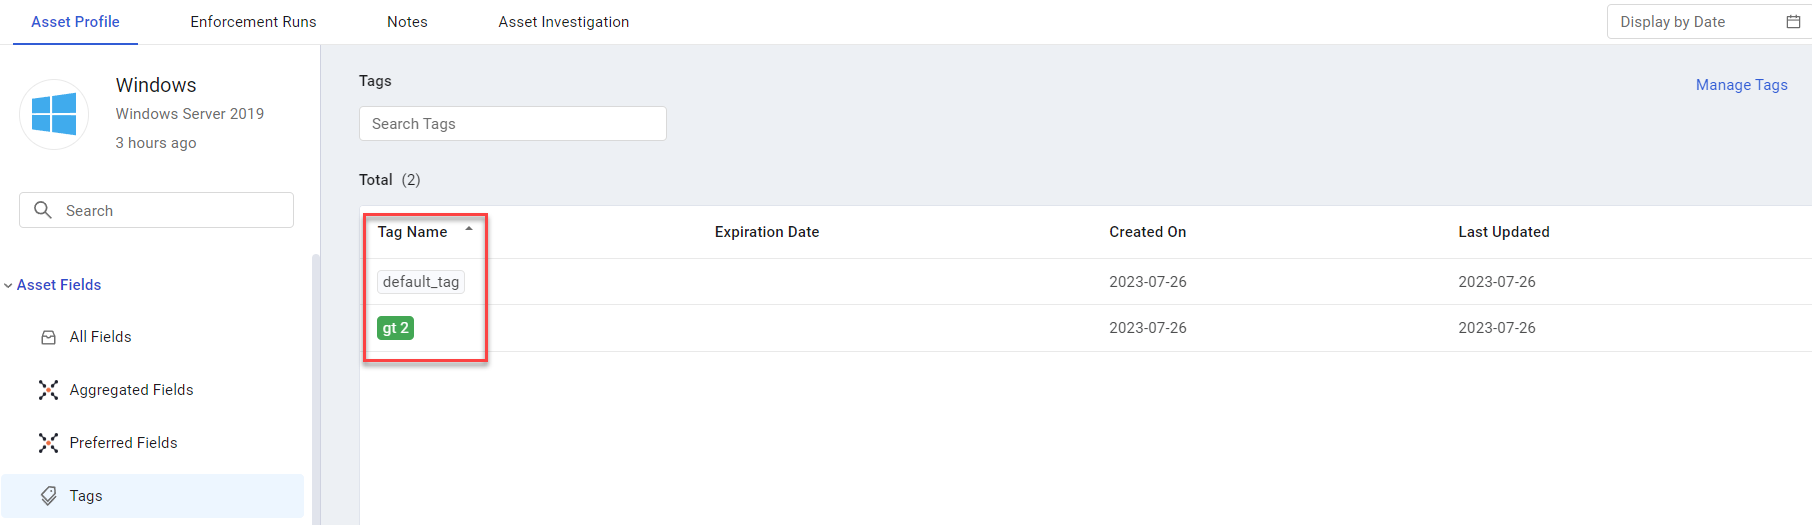 Asset Profile Enforcement Runs Notes Asset Investigation Display by Date
Windows
Windows Server 2019
3 hours ago
Search
Asset Fields
All Fields
Aggregated Fields
Preferred Fields
Tags
Tags Manage Tags
Search Tags
Total (2)
Tag Name Expiration Date Created On Last Updated
default_tag 2023-07-26 2023-07-26
gt 2 2023-07-26 2023-07-26